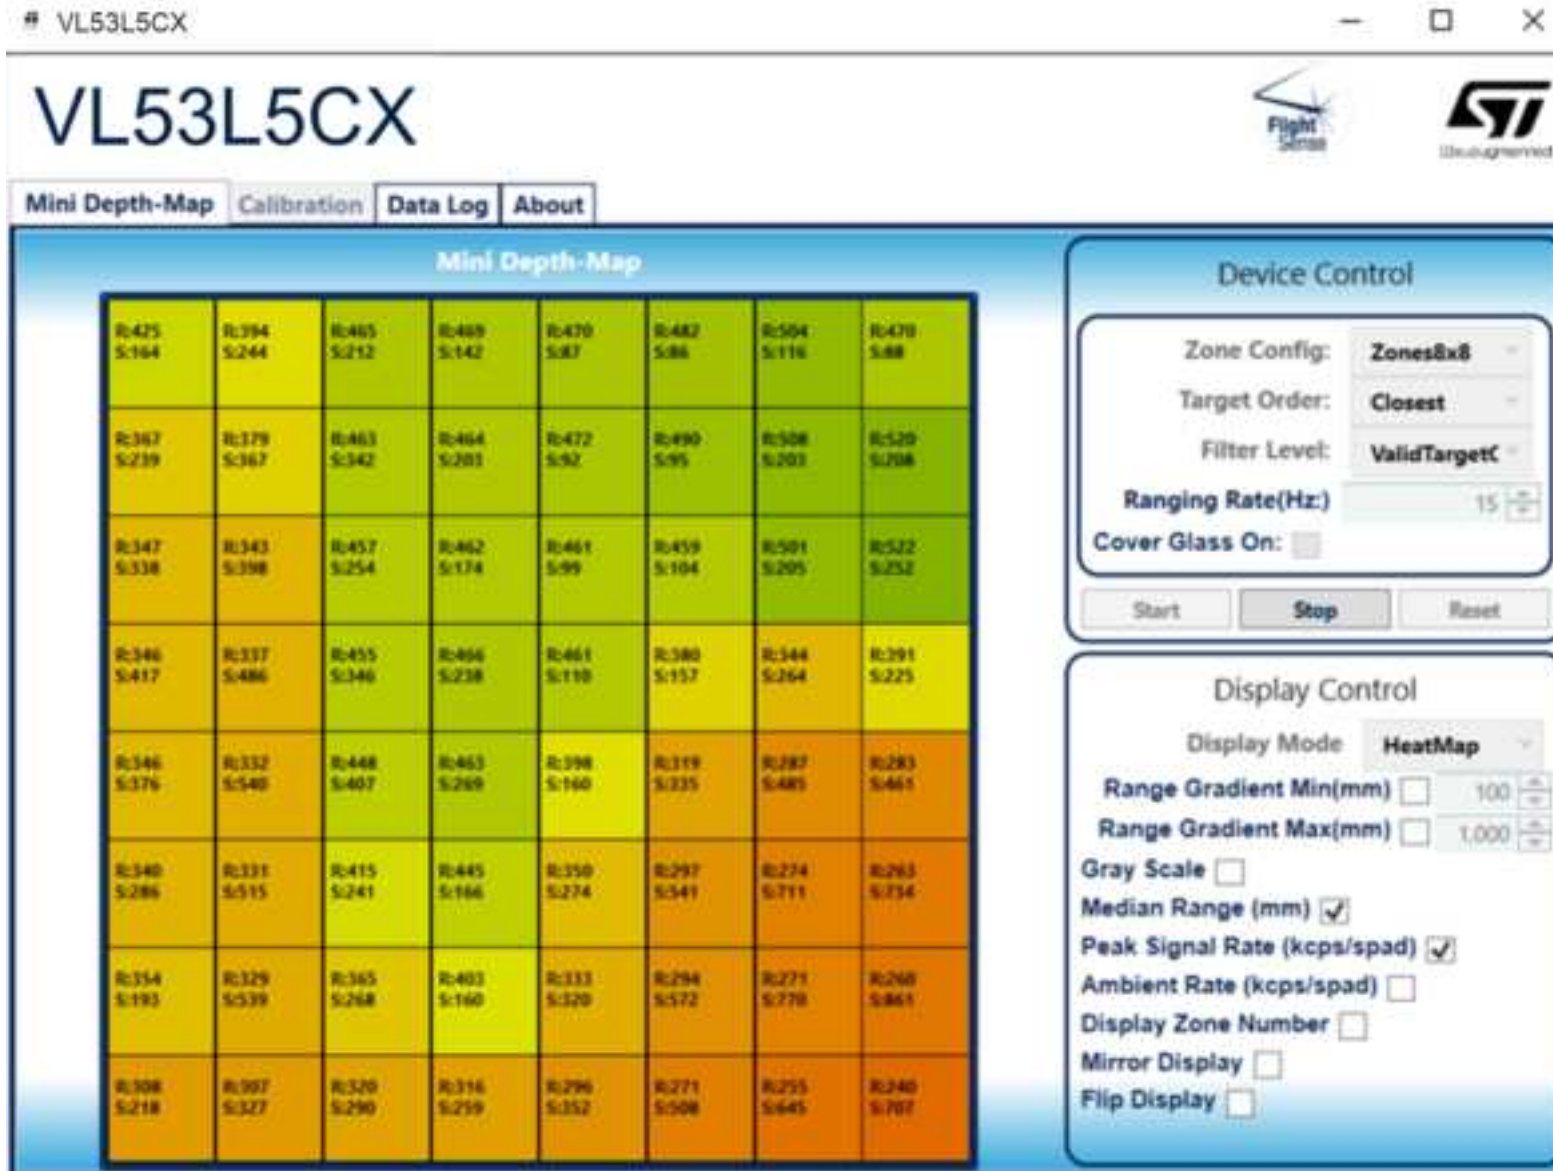 VL53L5CX
VL53L5CX
Flight
Sense
Mini Depth-Map Calibration Data Log About
Mini Depth-Map
R:425 R:394 R:465 R:469 R:470 R:482 R:504 R:470
S:164 S:244 S:212 S:142 S:87 S:86 S:116 S:88
R:367 R:379 R:463 R:464 R:472 R:490 R:508 R:520
S:239 S:367 S:342 S:203 S:92 S:95 S:203 S:208
R:347 R:343 R:457 R:462 R:461 R:459 R:501 R:522
S:338 S:398 S:254 S:174 S:99 S:104 S:205 S:252
R:346 R:337 R:455 R:466 R:461 R:380 R:344 R:391
S:417 S:486 S:346 S:238 S:110 S:157 S:264 S:225
R:346 R:332 R:448 R:463 R:398 R:319 R:287 R:283
S:376 S:540 S:407 S:269 S:160 S:335 S:485 S:461
R:340 R:331 R:415 R:445 R:350 R:297 R:274 R:263
S:286 S:515 S:241 S:166 S:274 S:541 S:711 S:734
R:354 R:329 R:365 R:403 R:333 R:294 R:271 R:260
S:193 S:539 S:268 S:160 S:320 S:572 S:770 S:861
R:308 R:307 R:320 R:316 R:296 R:271 R:255 R:240
S:218 S:327 S:290 S:259 S:352 S:508 S:645 S:707
Device Control
Zone Config: Zones8x8
Target Order: Closest
Filter Level: ValidTargetC
Ranging Rate(Hz:) 15
Cover Glass On:
Start Stop Reset
Display Control
Display Mode HeatMap
Range Gradient Min(mm) 100
Range Gradient Max(mm) 1,000
Gray Scale
Median Range (mm)
Peak Signal Rate (kcps/spad)
Ambient Rate (kcps/spad)
Display Zone Number
Mirror Display
Flip Display